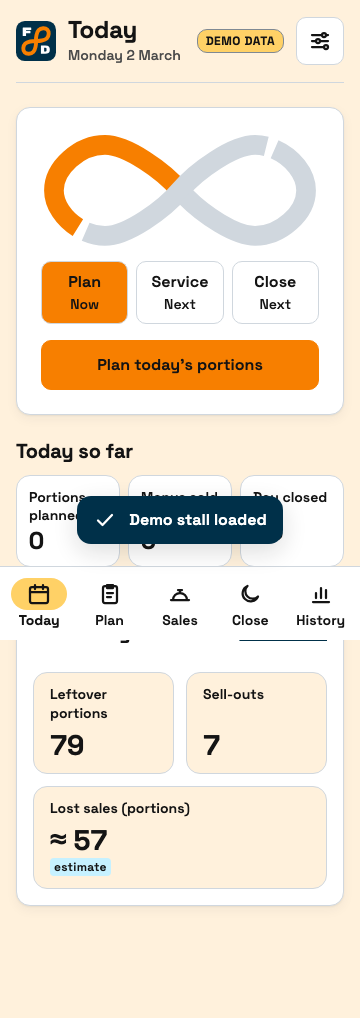 F
D
Today
Monday 2 March
DEMO DATA
Plan
Now
Service
Next
Close
Next
Plan today's portions
Today so far
Portions
planned
0
Day closed
Demo stall loaded
Today
Plan
Sales
Close
History
Leftover
portions
79
Sell-outs
7
Lost sales (portions)
≈ 57
estimate